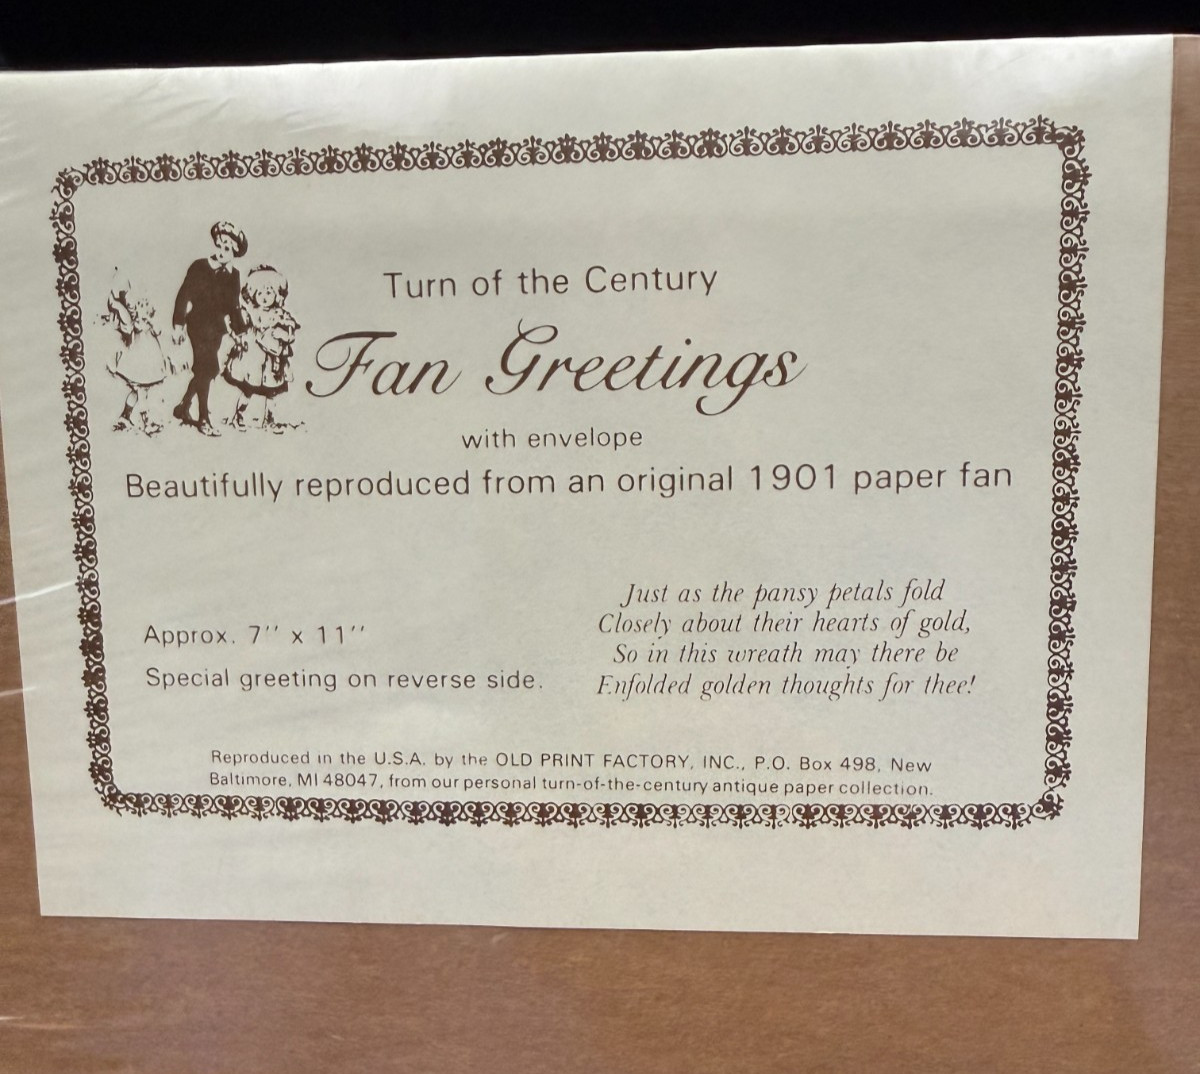 Turn of the Century
Fan Greetings
with envelope
Beautifully reproduced from an original 1901 paper fan
Approx. 7'' x 11''
Special greeting on reverse side.
Just as the pansy petals fold
Closely about their hearts of gold,
So in this wreath may there be
Enfolded golden thoughts for thee!
Reproduced in the U.S.A. by the OLD PRINT FACTORY, INC., P.O. Box 498, New
Baltimore, MI 48047, from our personal turn-of-the-century antique paper collection.